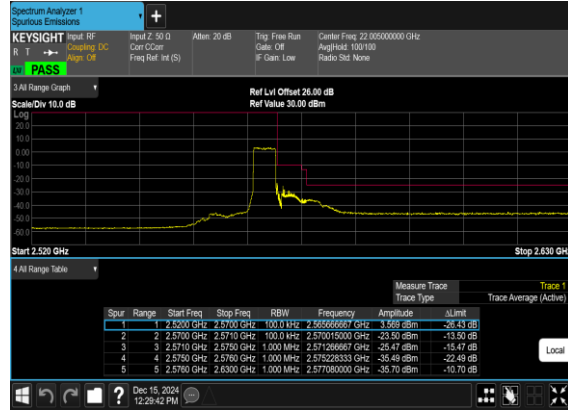 Spectrum Analyzer 1
Spurious Emissions
+
KEYSIGHT Input: RF Input Z: 50 Ω Atten: 20 dB Trig: Free Run Center Freq: 22.005000000 GHz
R T Coupling: DC Corr CCorr Gate: Off Avg|Hold: 100/100
Align: Off Freq Ref: Int (S) IF Gain: Low Radio Std: None
LXI PASS
3 All Range Graph
Ref Lvl Offset 26.00 dB
Scale/Div 10.0 dB Ref Value 30.00 dBm
Log
20.0
10.0
0.00
-10.0
-20.0
-30.0
-40.0
-50.0
-60.0
Start 2.520 GHz Stop 2.630 GHz
4 All Range Table
Measure Trace Trace 1
Trace Type Trace Average (Active)
Spur Range Start Freq Stop Freq RBW Frequency Amplitude ΔLimit
1 1 2.5200 GHz 2.5700 GHz 100.0 kHz 2.565666667 GHz 3.569 dBm -26.43 dB
2 2 2.5700 GHz 2.5710 GHz 100.0 kHz 2.570015000 GHz -23.50 dBm -13.50 dB
3 3 2.5710 GHz 2.5750 GHz 1.000 MHz 2.571266667 GHz -25.47 dBm -15.47 dB
4 4 2.5750 GHz 2.5760 GHz 1.000 MHz 2.575228333 GHz -35.49 dBm -22.49 dB
5 5 2.5760 GHz 2.6300 GHz 1.000 MHz 2.577080000 GHz -35.70 dBm -10.70 dB
Local
? Dec 15, 2024
12:29:42 PM